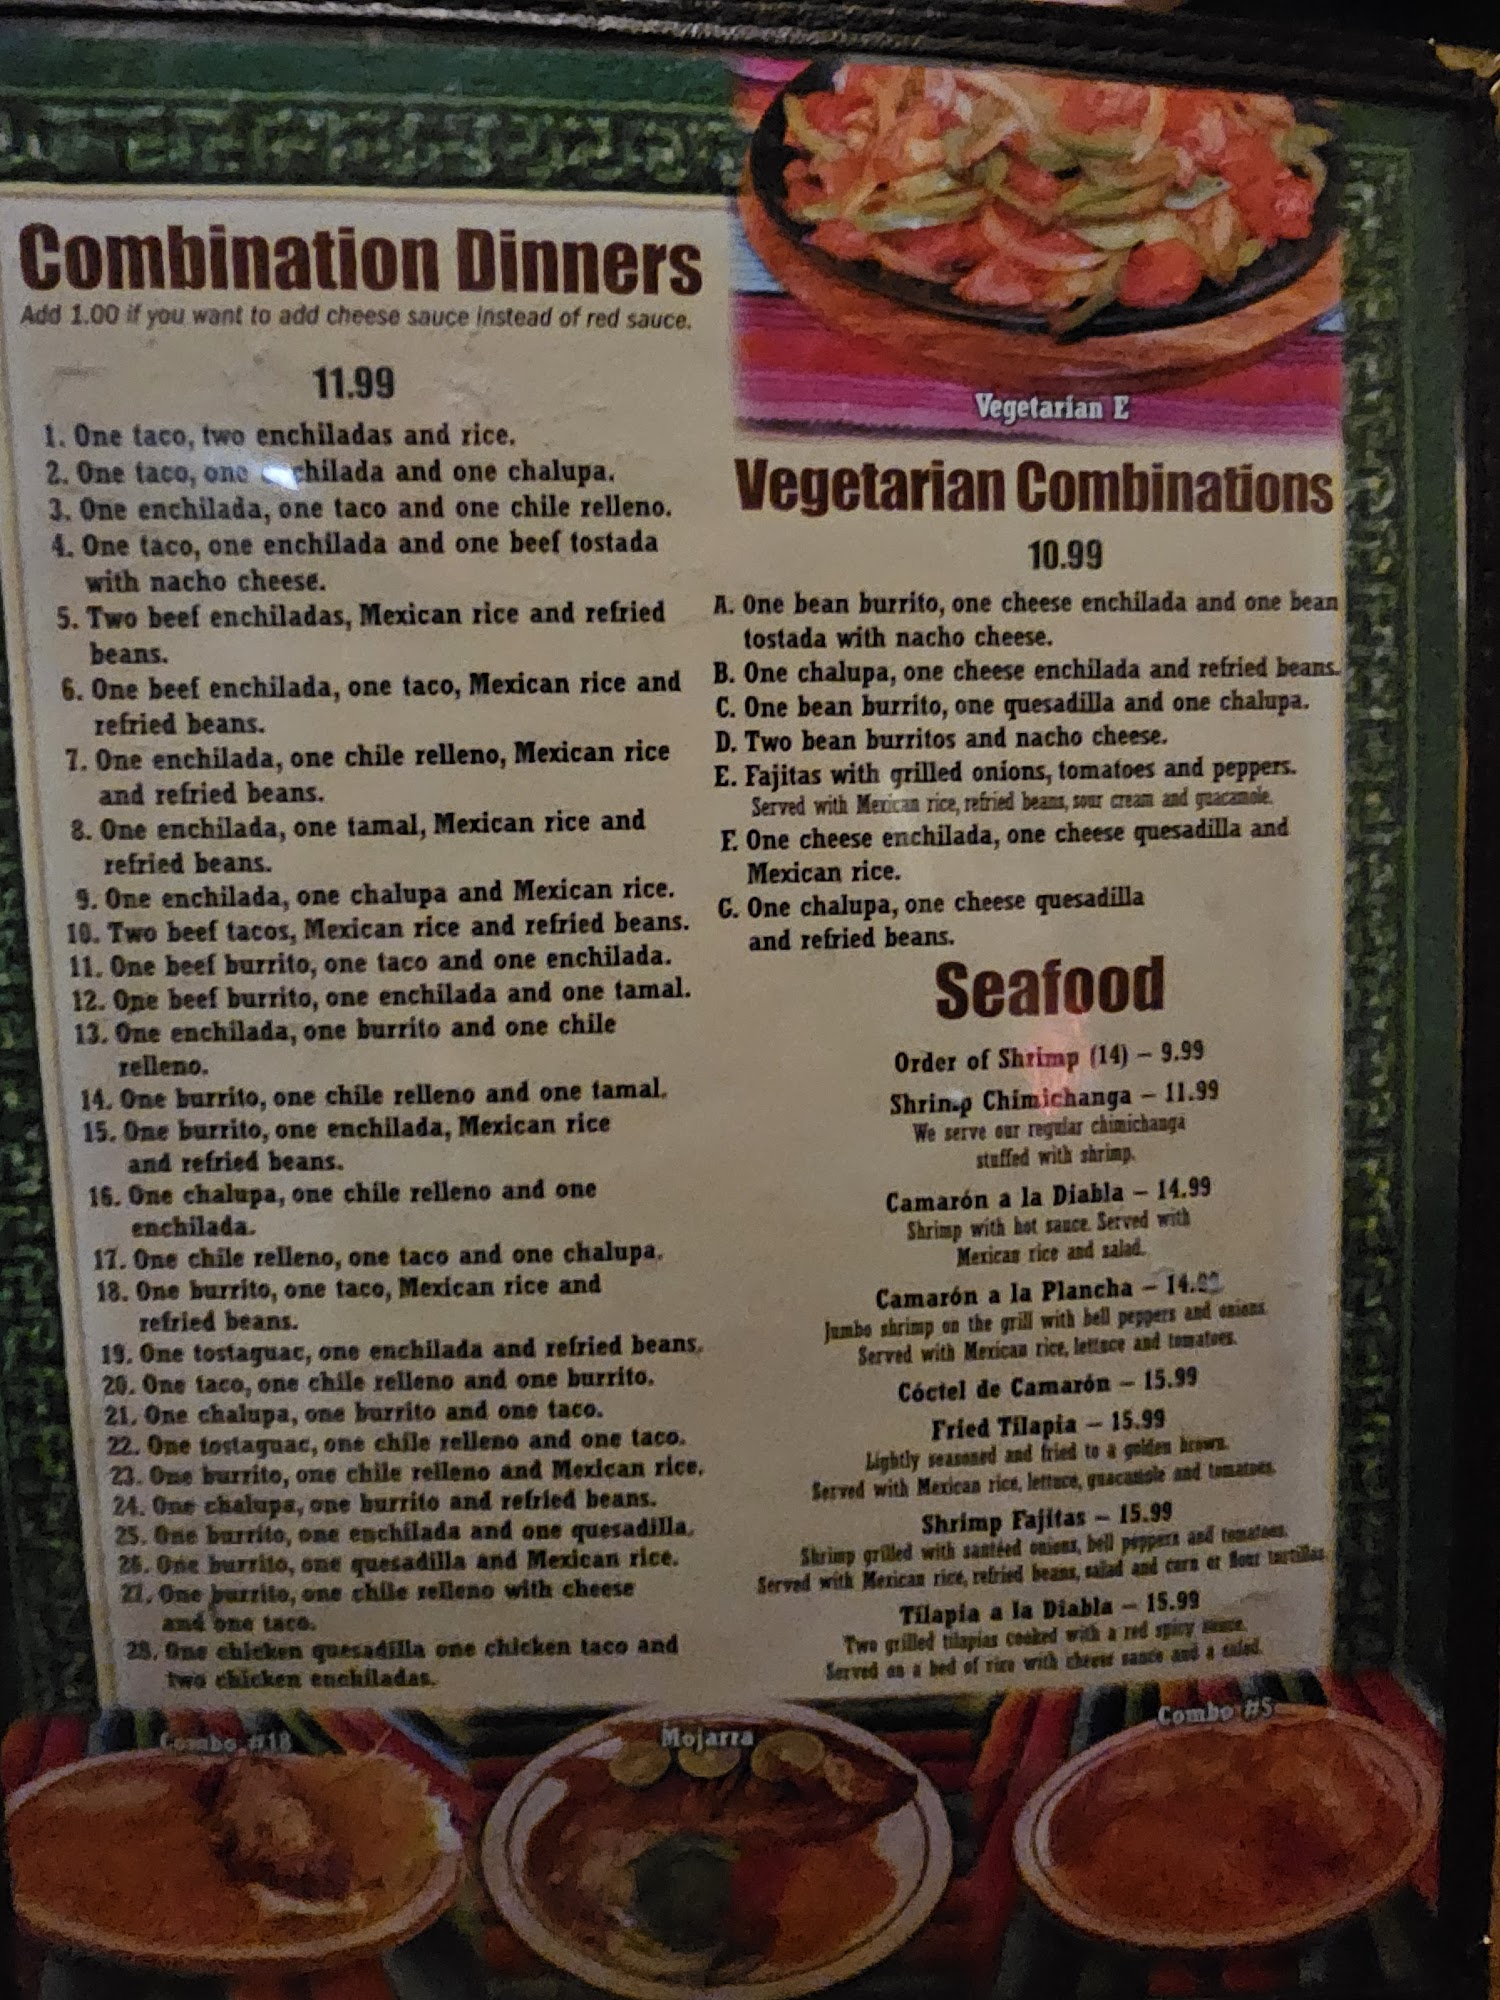 Combination Dinners
Add 1.00 if you want to add cheese sauce instead of red sauce.
11.99
1. One taco, two enchiladas and rice.
2. One taco, one enchilada and one chalupa.
3. One enchilada, one taco and one chile relleno.
4. One taco, one enchilada and one beef tostada
with nacho cheese.
5. Two beef enchiladas, Mexican rice and refried
beans.
6. One beef enchilada, one taco, Mexican rice and
refried beans.
7. One enchilada, one chile relleno, Mexican rice
and refried beans.
8. One enchilada, one tamal, Mexican rice and
refried beans.
9. One enchilada, one chalupa and Mexican rice.
10. Two beef tacos, Mexican rice and refried beans.
11. One beef burrito, one taco and one enchilada.
12. One beef burrito, one enchilada and one tamal.
13. One enchilada, one burrito and one chile
relleno.
14. One burrito, one chile relleno and one tamal.
15. One burrito, one enchilada, Mexican rice
and refried beans.
16. One chalupa, one chile relleno and one
enchilada.
17. One chile relleno, one taco and one chalupa.
18. One burrito, one taco, Mexican rice and
refried beans.
19. One tostaguac, one enchilada and refried beans.
20. One taco, one chile relleno and one burrito.
21. One chalupa, one burrito and one taco.
22. One tostaguac, one chile relleno and one taco.
23. One burrito, one chile relleno and Mexican rice.
24. One chalupa, one burrito and refried beans.
25. One burrito, one enchilada and one quesadilla.
26. One burrito, one quesadilla and Mexican rice.
27. One burrito, one chile relleno with cheese
and one taco.
28. One chicken quesadilla one chicken taco and
two chicken enchiladas.
Vegetarian E
Vegetarian Combinations
10.99
A. One bean burrito, one cheese enchilada and one bean
tostada with nacho cheese.
B. One chalupa, one cheese enchilada and refried beans.
C. One bean burrito, one quesadilla and one chalupa.
D. Two bean burritos and nacho cheese.
E. Fajitas with grilled onions, tomatoes and peppers.
Served with Mexican rice, refried beans, sour cream and guacamole.
F. One cheese enchilada, one cheese quesadilla and
Mexican rice.
G. One chalupa, one cheese quesadilla
and refried beans.
Seafood
Order of Shrimp (14) – 9.99
Shrimp Chimichanga – 11.99
We serve our regular chimichanga
stuffed with shrimp.
Camarón a la Diabla – 14.99
Shrimp with hot sauce. Served with
Mexican rice and salad.
Camarón a la Plancha – 14.99
Jumbo shrimp on the grill with bell peppers and onions.
Served with Mexican rice, lettuce and tomatoes.
Cóctel de Camarón – 15.99
Fried Tilapia – 15.99
Lightly seasoned and fried to a golden brown.
Served with Mexican rice, lettuce, guacamole and tomatoes.
Shrimp Fajitas – 15.99
Shrimp grilled with santéed onions, bell peppers and tomatoes.
Served with Mexican rice, refried beans, salad and corn or flour tortillas
Tilapia a la Diabla – 15.99
Two grilled tilapias cooked with a red spicy sauce.
Served on a bed of rice with cheese sauce and a salad.
Combo #18
Mojarra
Combo #5